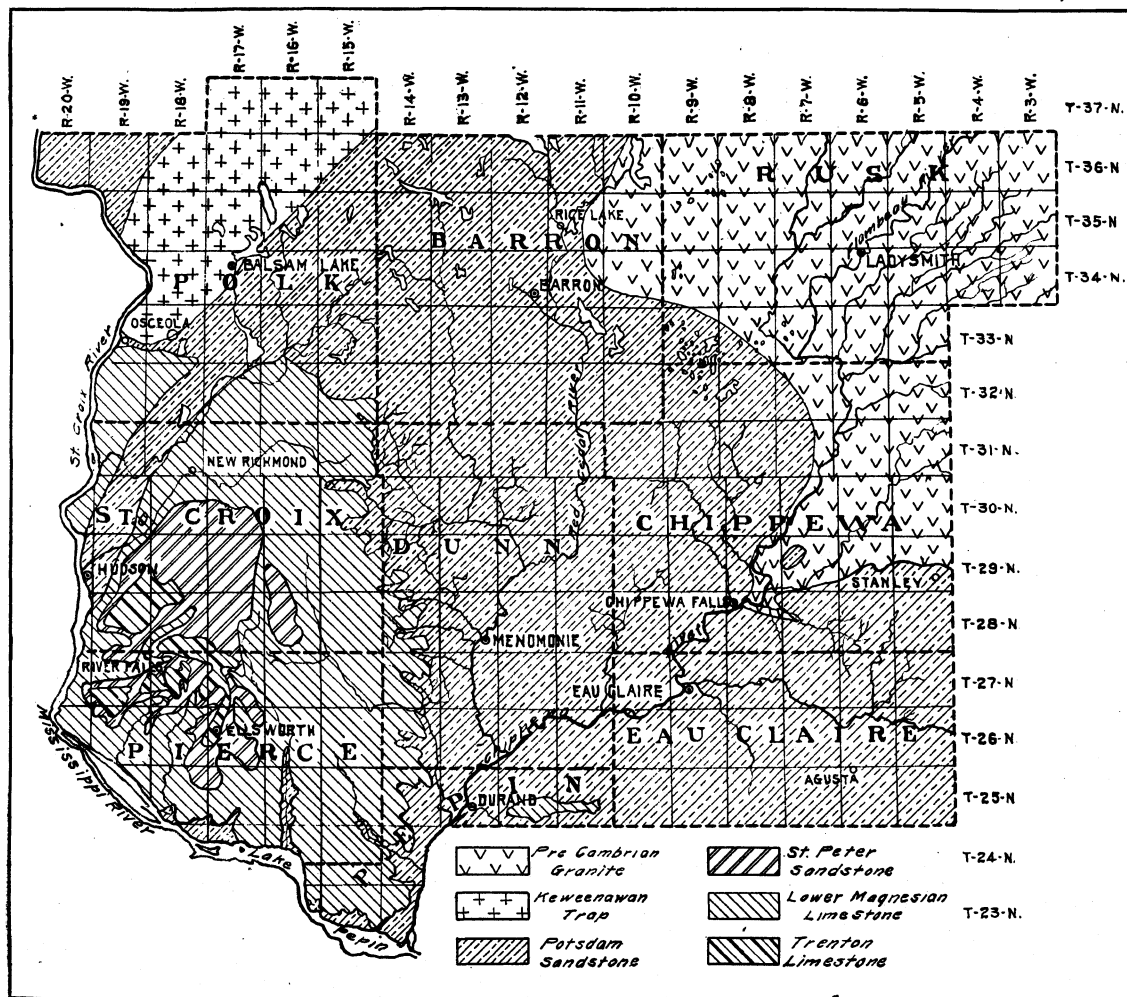 R-20-W.
R-19-W.
R-18-W.
R-17-W.
R-16-W.
R-15-W.
R-14-W.
R-13-W.
R-12-W.
R-11-W.
R-10-W.
R-9-W.
R-8-W.
R-7-W.
R-6-W.
R-5-W.
R-4-W.
R-3-W.
T-37-N.
T-36-N
T-35-N
T-34-N.
T-33-N
T-32-N.
T-31-N.
T-30-N.
T-29-N.
T-28-N
T-27-N
T-26-N
T-25-N
T-24-N.
T-23-N.
RUSK
RICE LAKE
BARRON
LADYSMITH
BALSAM LAKE
POLK
BARRON
OSCEOLA
St. Croix River
Red Cedar River
NEW RICHMOND
ST. CROIX
CHIPPEWA
DUNN
HUDSON
STANLEY
CHIPPEWA FALLS
MENOMONIE
RIVER FALLS
EAU CLAIRE
ELLSWORTH
PIERCE
EAU CLAIRE
Mississippi River
AGUSTA
PEPIN
DURAND
Lake
Pepin
Pre Cambrian
Granite
Keweenawan
Trap
Potsdam
Sandstone
St. Peter
Sandstone
Lower Magnesian
Limestone
Trenton
Limestone